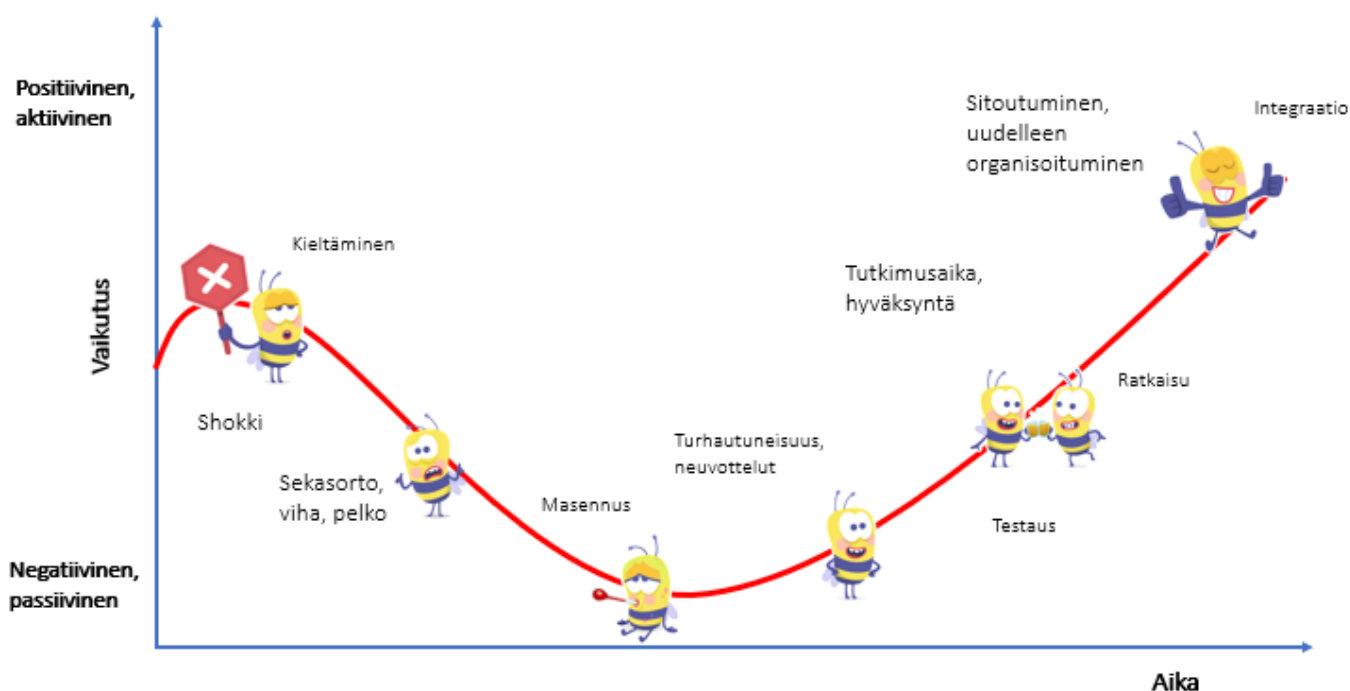 Positiivinen,
aktiivinen
Vaikutus
Negatiivinen,
passiivinen
Kieltäminen
Shokki
Sekasorto,
viha, pelko
Masennus
Turhautuneisuus,
neuvottelut
Testaus
Ratkaisu
Tutkimusaika,
hyväksyntä
Sitoutuminen,
uudelleen
organisoituminen
Integraatio
Aika